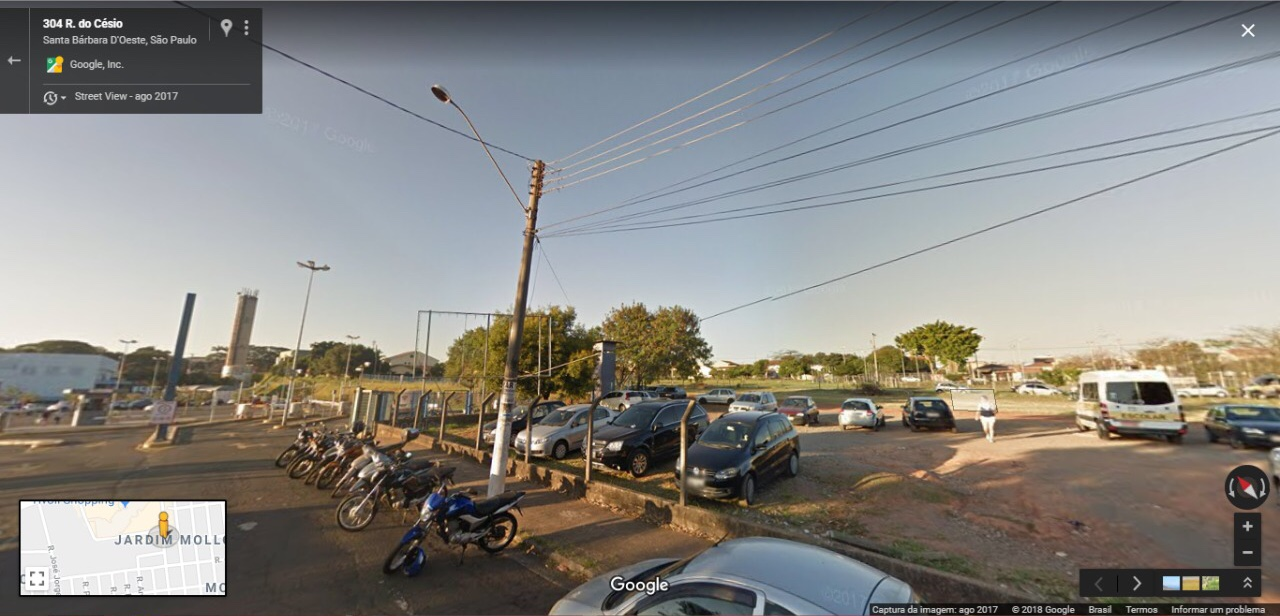 304 R. do Césio
Santa Bárbara D'Oeste, São Paulo
Google, Inc.
Street View - ago 2017
Google
JARDIM MOLL
Google
Captura da imagem: ago 2017 © 2018 Google Brasil Termos Informar um problema